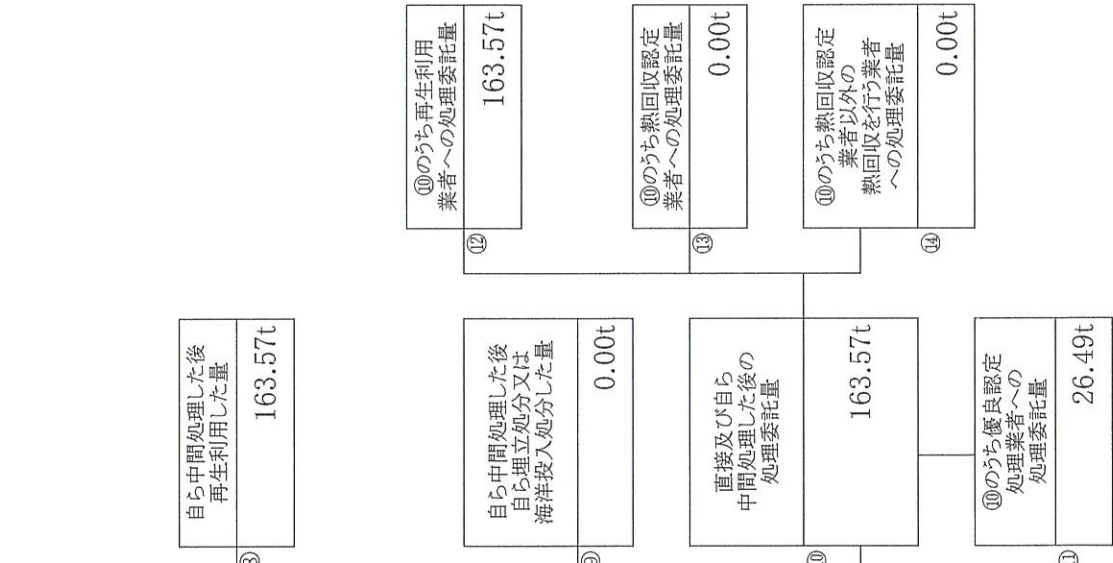 自ら中間処理した後
再生利用した量
163.57t
自ら中間処理した後
自ら埋立処分又は
海洋投入処分した量
0.00t
⑩
直接及び自ら
中間処理した後の
処理委託量
163.57t
⑪
⑩のうち優良認定
処理業者への
処理委託量
26.49t
⑫
⑩のうち再生利用
業者への処理委託量
163.57t
⑬
⑩のうち熱回収認定
業者への処理委託量
0.00t
⑭
⑩のうち熱回収認定
業者以外の
熱回収を行う業者
への処理委託量
0.00t